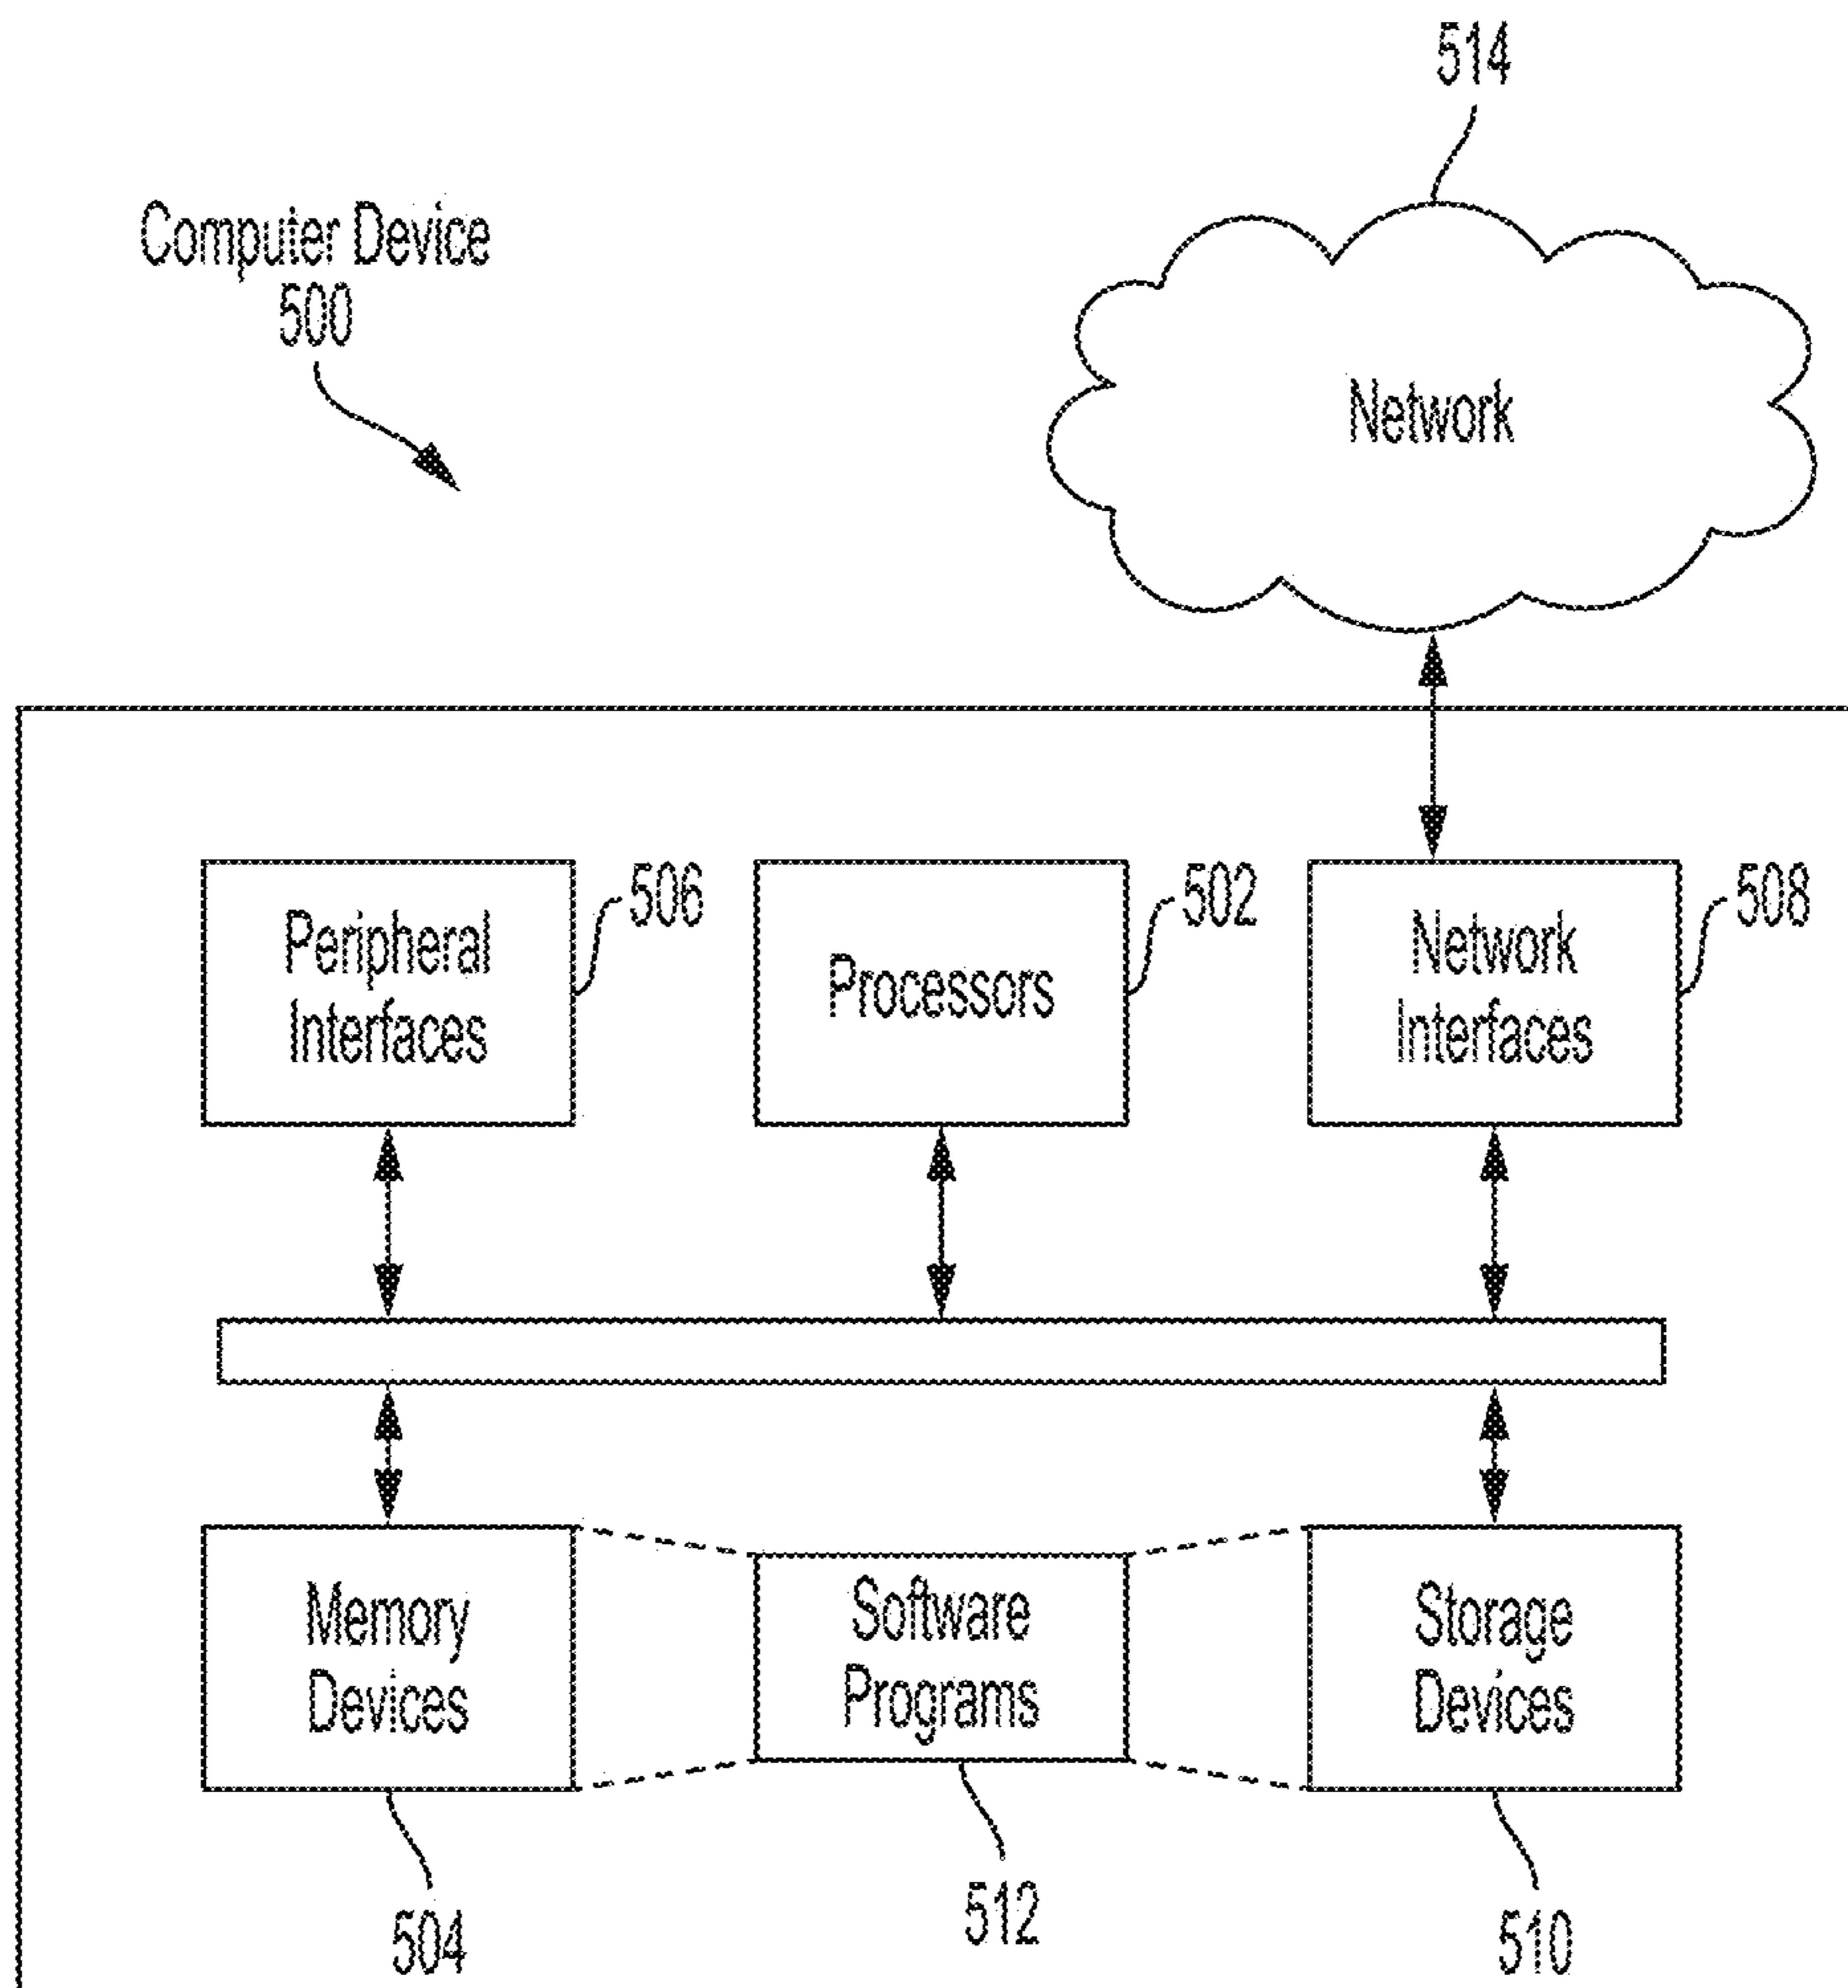 514
Computer Device
500
Network
Peripheral
Interfaces
506
Processors
502
Network
Interfaces
508
Memory
Devices
Software
Programs
Storage
Devices
504
512
510